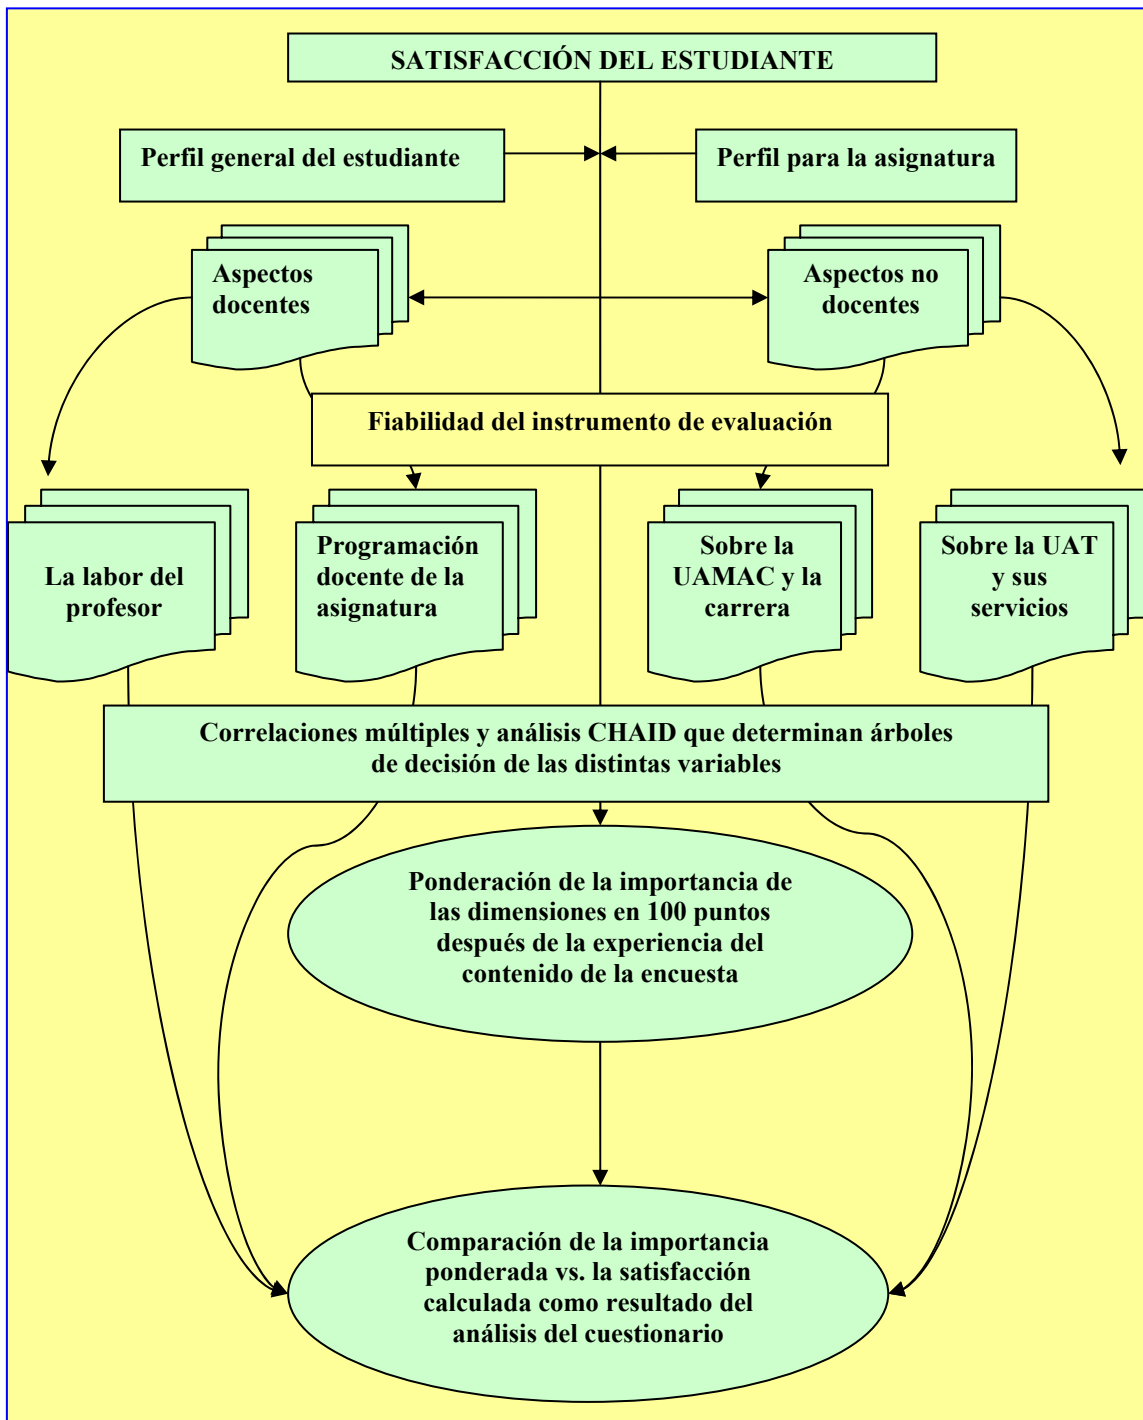 SATISFACCIÓN DEL ESTUDIANTE
Perfil general del estudiante
Perfil para la asignatura
Aspectos
docentes
Aspectos no
docentes
Fiabilidad del instrumento de evaluación
La labor del
profesor
Programación
docente de la
asignatura
Sobre la
UAMAC y la
carrera
Sobre la UAT
y sus
servicios
Correlaciones múltiples y análisis CHAID que determinan árboles
de decisión de las distintas variables
Ponderación de la importancia de
las dimensiones en 100 puntos
después de la experiencia del
contenido de la encuesta
Comparación de la importancia
ponderada vs. la satisfacción
calculada como resultado del
análisis del cuestionario